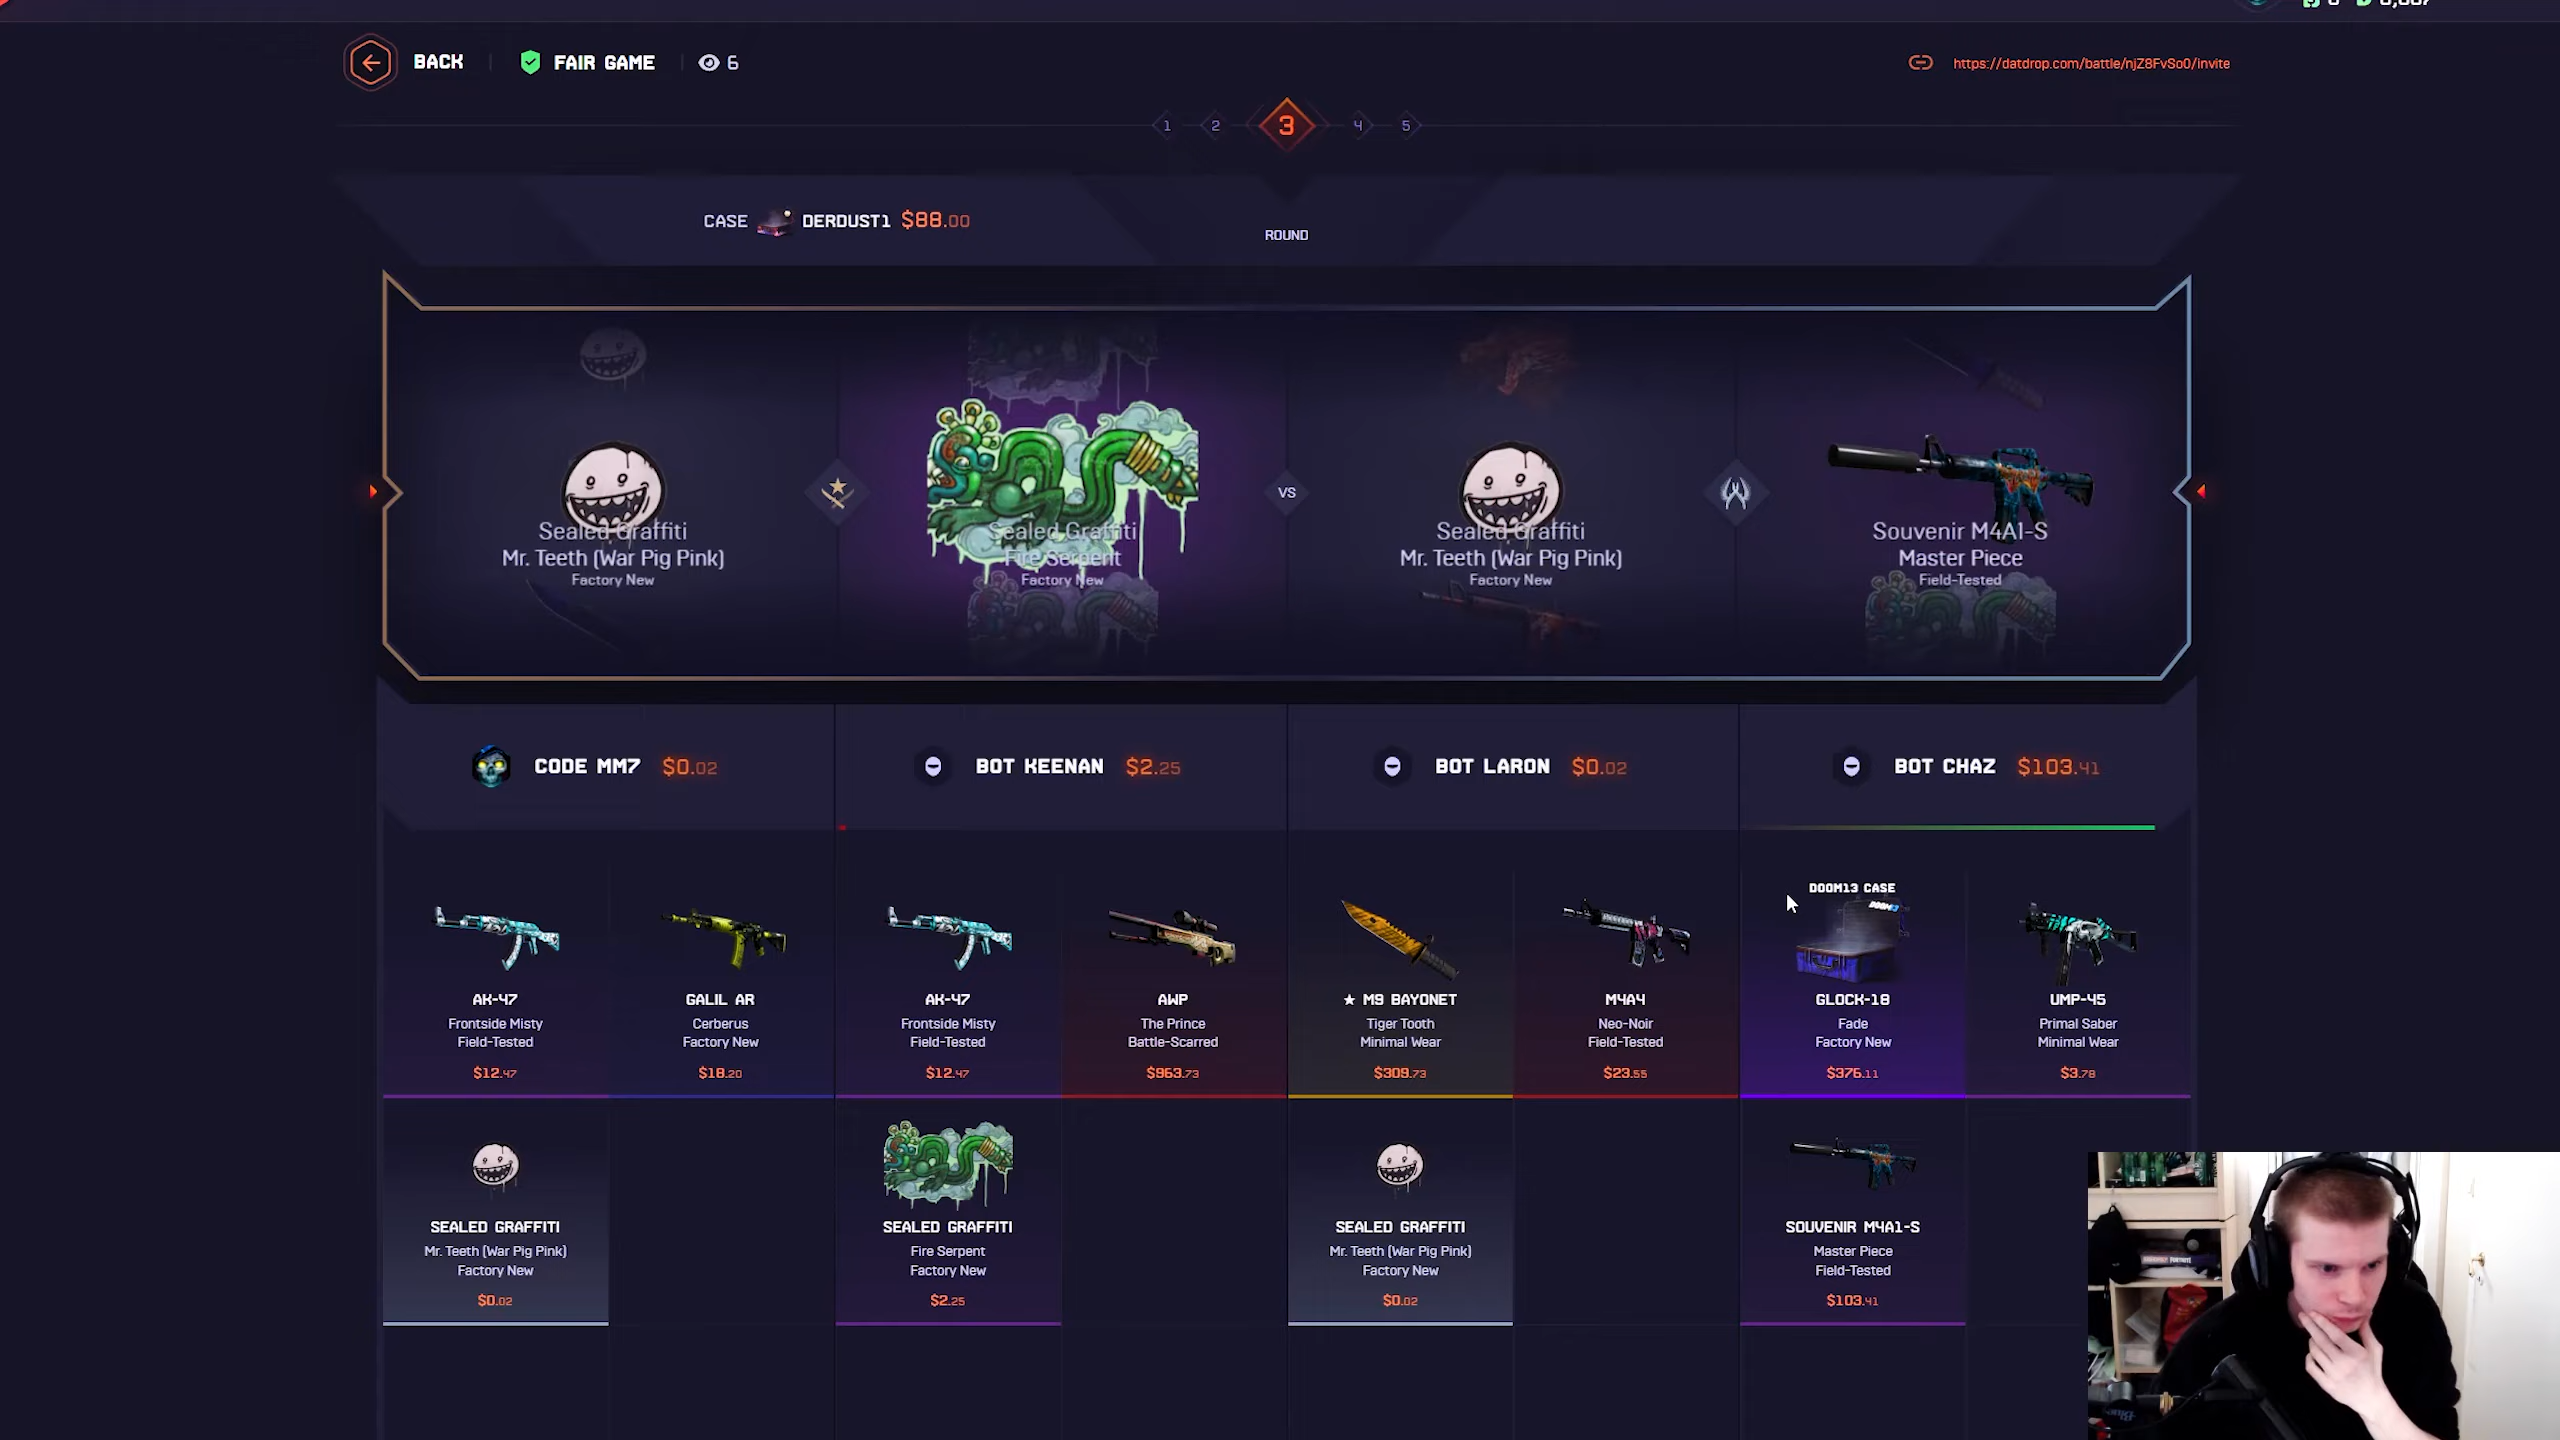 BACK
FAIR GAME
6
https://datdrop.com/battle/njZ8FvSo0/invite
1
2
3
4
5
CASE DERDUST1 $88.00
ROUND
Sealed Graffiti
Mr. Teeth (War Pig Pink)
Factory New
Sealed Graffiti
Fire Serpent
Factory New
VS
Sealed Graffiti
Mr. Teeth (War Pig Pink)
Factory New
Souvenir M4A1-S
Master Piece
Field-Tested
CODE MM7 $0.02
BOT KEENAN $2.25
BOT LARON $0.02
BOT CHAZ $103.41
AK-47
Frontside Misty
Field-Tested
$12.47
GALIL AR
Cerberus
Factory New
$18.20
AK-47
Frontside Misty
Field-Tested
$12.47
AWP
The Prince
Battle-Scarred
$963.73
★ M9 BAYONET
Tiger Tooth
Minimal Wear
$309.73
M4A4
Neo-Noir
Field-Tested
$23.55
DOOM13 CASE
GLOCK-18
Fade
Factory New
$376.11
UMP-45
Primal Saber
Minimal Wear
$3.78
SEALED GRAFFITI
Mr. Teeth (War Pig Pink)
Factory New
$0.02
SEALED GRAFFITI
Fire Serpent
Factory New
$2.25
SEALED GRAFFITI
Mr. Teeth (War Pig Pink)
Factory New
$0.02
SOUVENIR M4A1-S
Master Piece
Field-Tested
$103.41